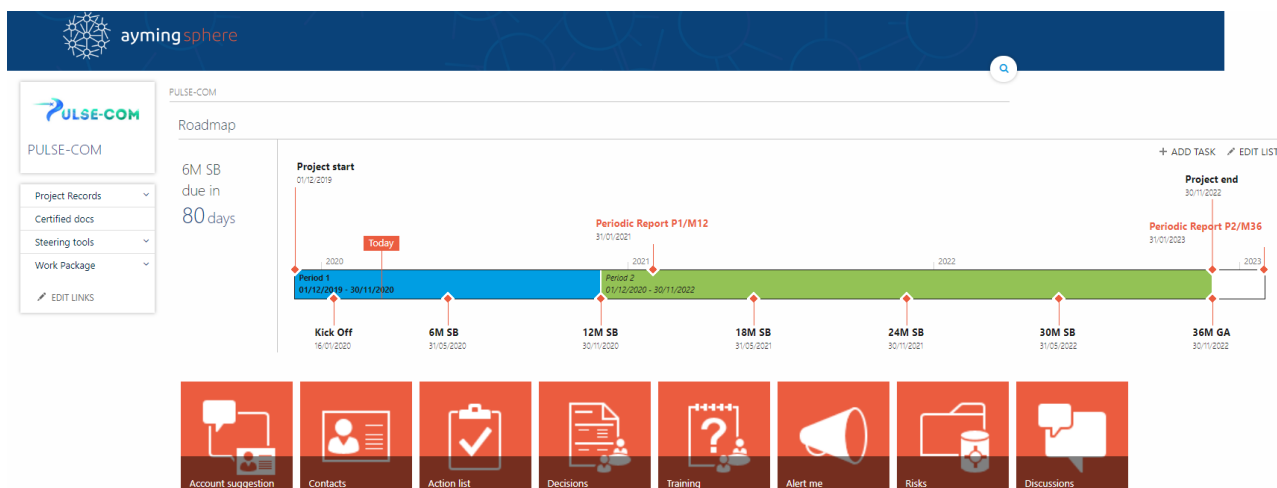 ayming sphere
PULSE-COM
PULSE-COM
PULSE-COM
Project Records
Certified docs
Steering tools
Work Package
EDIT LINKS
Roadmap
+ ADD TASK
EDIT LIST
6M SB
due in
80 days
Project start
01/12/2019
Project end
30/11/2022
Periodic Report P1/M12
31/01/2021
Periodic Report P2/M36
31/01/2023
Today
2020
2021
2022
2023
Period 1
01/12/2019 - 30/11/2020
Period 2
01/12/2020 - 30/11/2022
Kick Off
16/01/2020
6M SB
31/05/2020
12M SB
30/11/2020
18M SB
31/05/2021
24M SB
30/11/2021
30M SB
31/05/2022
36M GA
30/11/2022
Account suggestion
Contacts
Action list
Decisions
Training
Alert me
Risks
Discussions